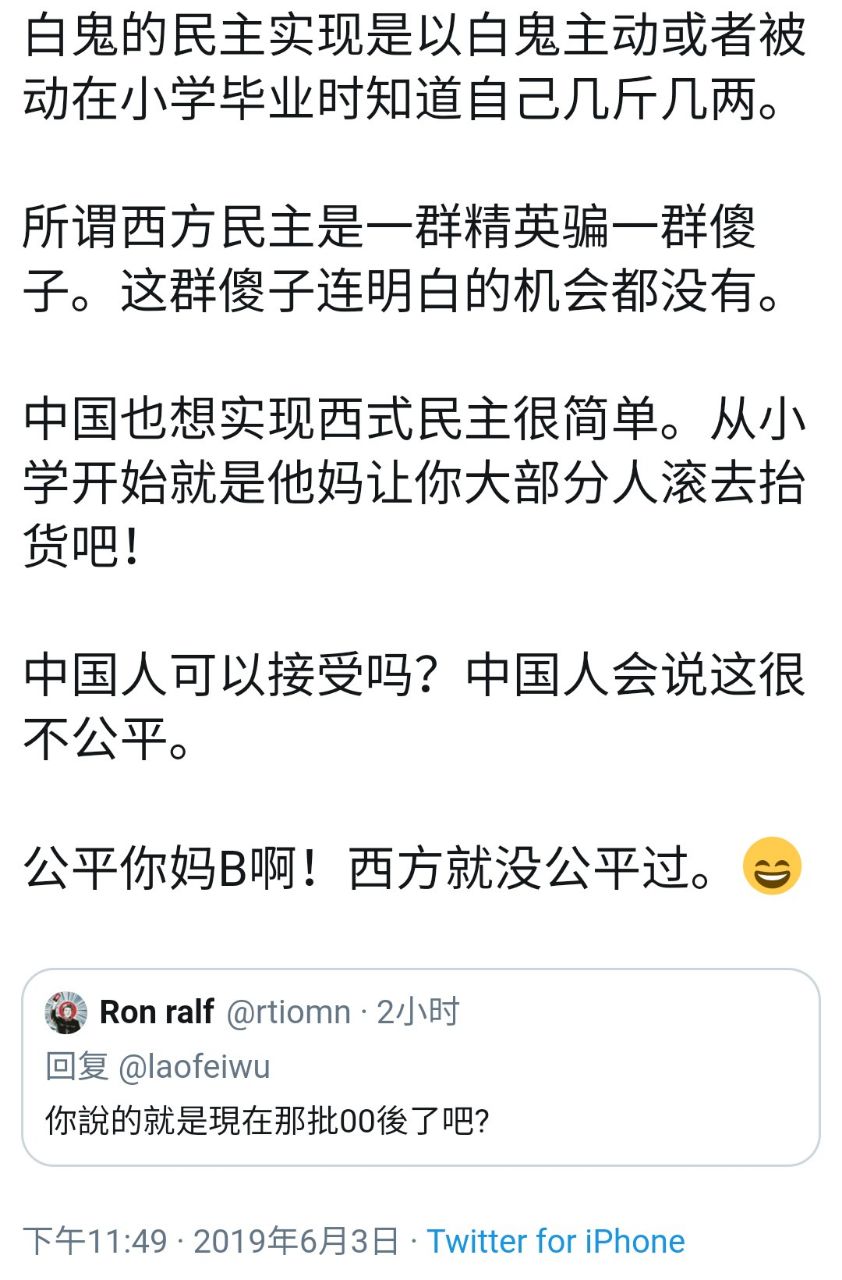 白鬼的民主实现是以白鬼主动或者被
动在小学毕业时知道自己几斤几两。
所谓西方民主是一群精英骗一群傻
子。这群傻子连明白的机会都没有。
中国也想实现西式民主很简单。从小
学开始就是他妈让你大部分人滚去抬
货吧！
中国人可以接受吗？中国人会说这很
不公平。
公平你妈B啊！西方就没公平过。😄
Ron ralf @rtiomn · 2小时
回复 @laofeiwu
你說的就是現在那批00後了吧?
下午11:49 · 2019年6月3日 · Twitter for iPhone